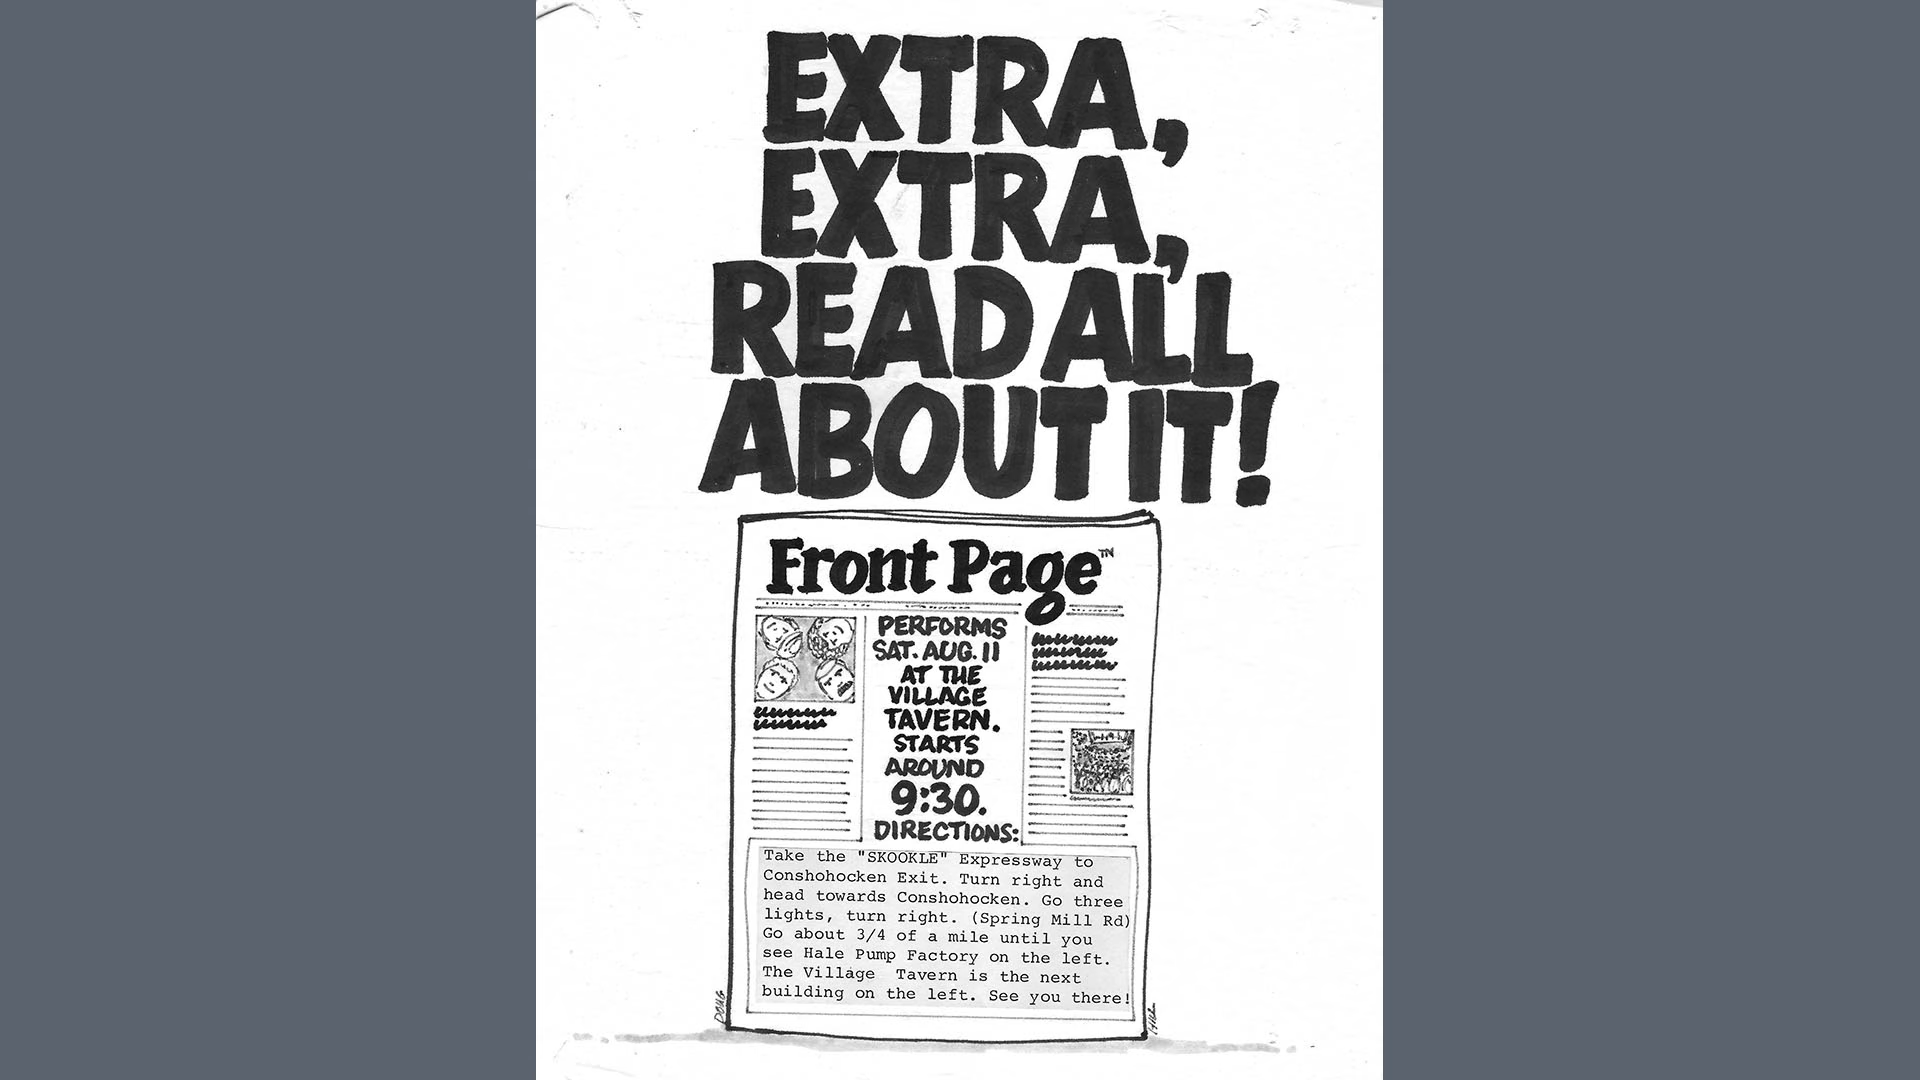 EXTRA,
EXTRA,
READ ALL
ABOUT IT!
Front Page
PERFORMS
SAT. AUG. 11
AT THE
VILLAGE
TAVERN.
STARTS
AROUND
9:30.
DIRECTIONS:
Take the "SKOOKLE" Expressway to
Conshohocken Exit. Turn right and
head towards Conshohocken. Go three
lights, turn right. (Spring Mill Rd)
Go about 3/4 of a mile until you
see Hale Pump Factory on the left.
The Village Tavern is the next
building on the left. See you there!
DOUG